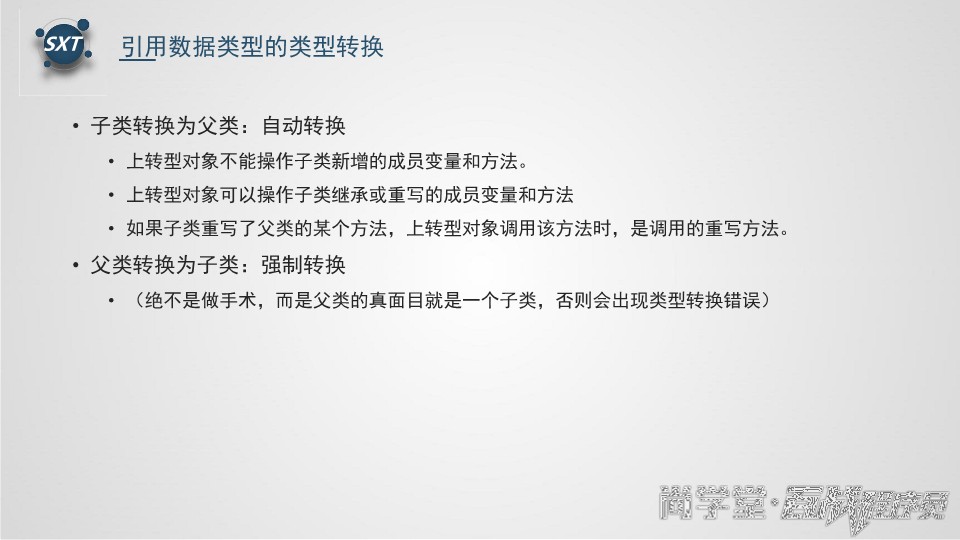 SXT
引用数据类型的类型转换
• 子类转换为父类：自动转换
• 上转型对象不能操作子类新增的成员变量和方法。
• 上转型对象可以操作子类继承或重写的成员变量和方法
• 如果子类重写了父类的某个方法，上转型对象调用该方法时，是调用的重写方法。
• 父类转换为子类：强制转换
• （绝不是做手术，而是父类的真面目就是一个子类，否则会出现类型转换错误）
尚学堂·